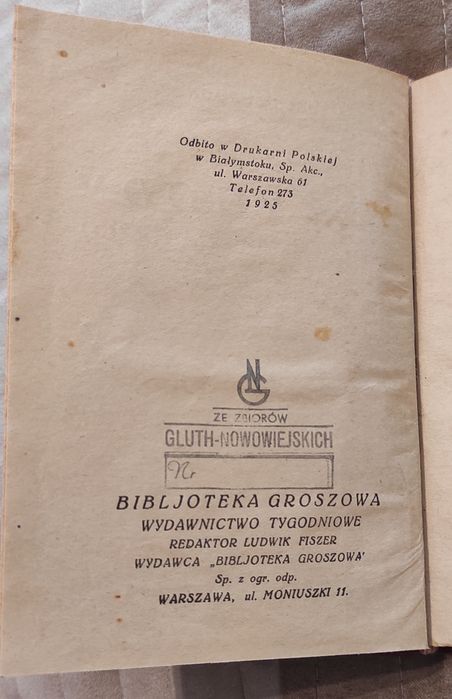 Odbito w Drukarni Polskiej
w Białymstoku, Sp. Akc.,
ul. Warszawska 61
Telefon 273
1925
NG
ZE ZBIORÓW
GLUTH-NOWOWIEJSKICH
Nr
BIBLJOTEKA GROSZOWA
WYDAWNICTWO TYGODNIOWE
REDAKTOR LUDWIK FISZER
WYDAWCA „BIBLJOTEKA GROSZOWA"
Sp. z ogr. odp.
WARSZAWA, ul. MONIUSZKI 11.